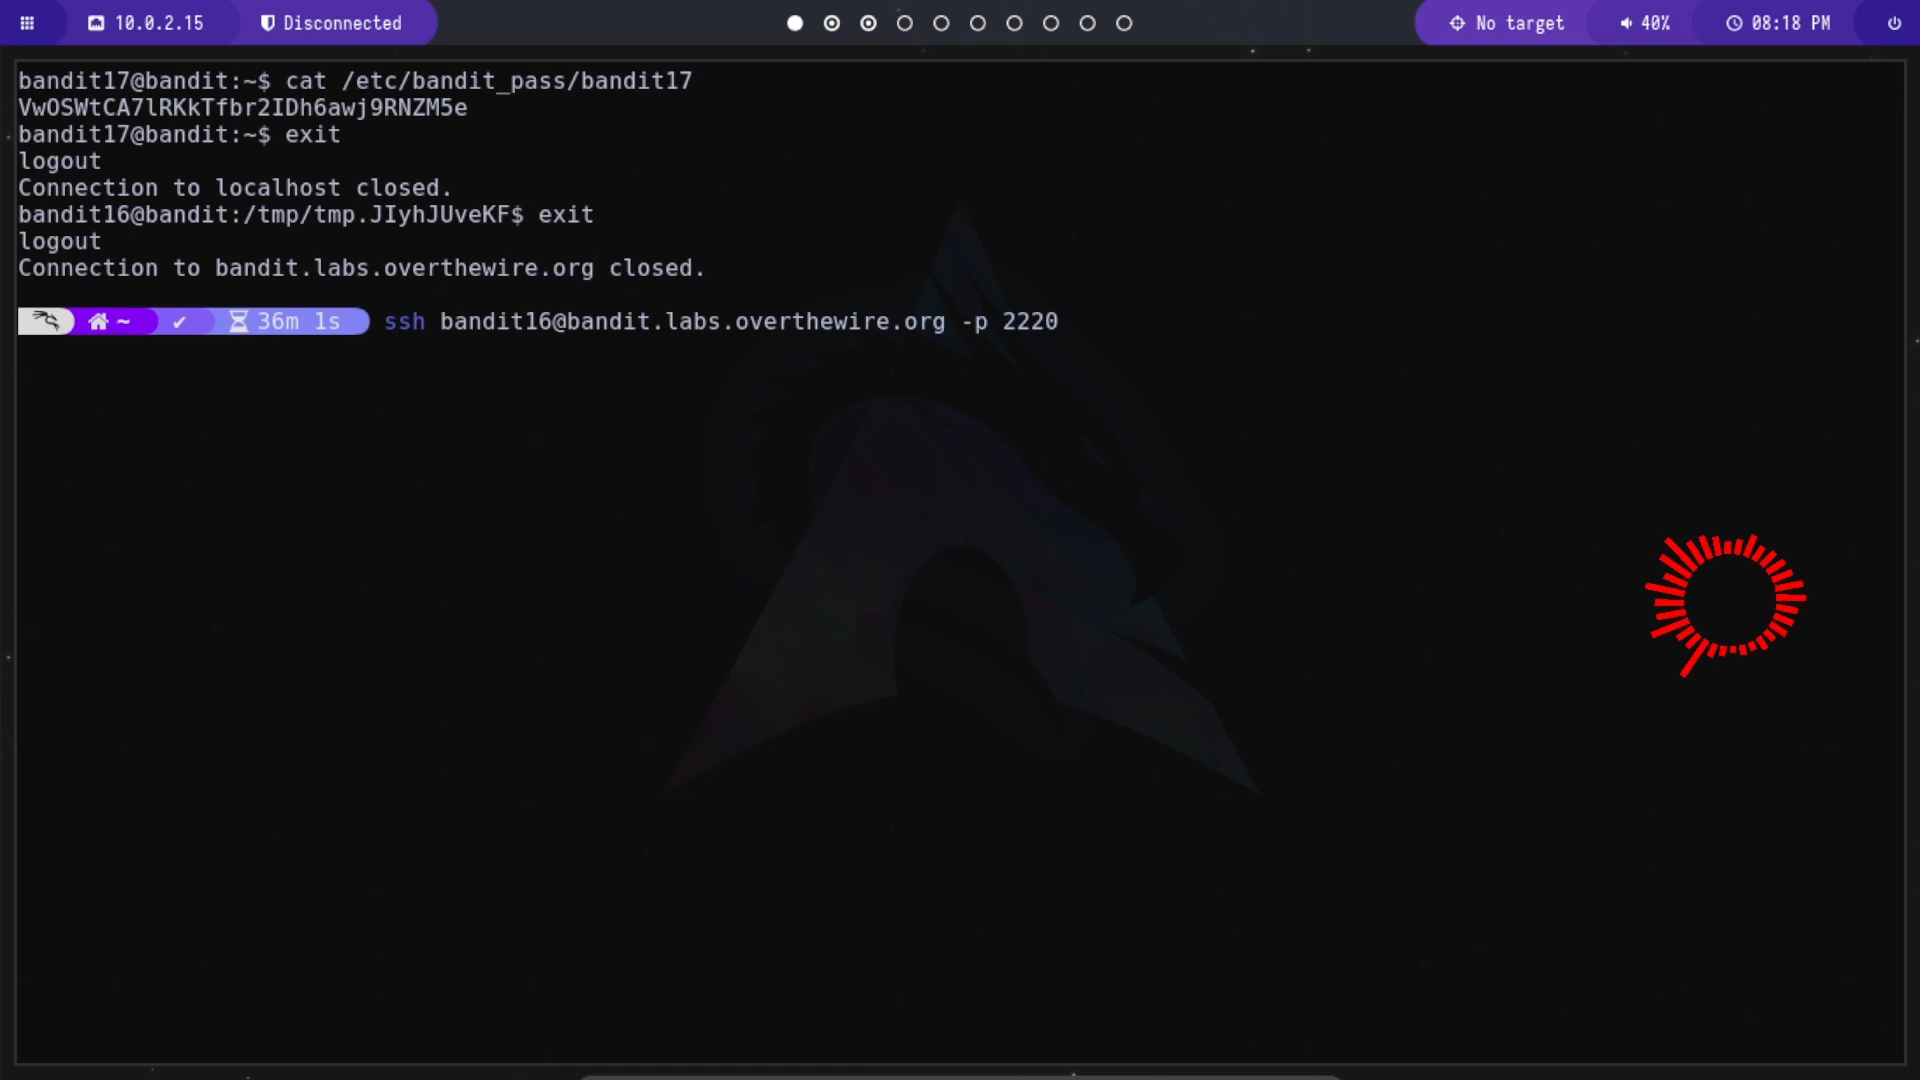 10.0.2.15 Disconnected No target 40% 08:18 PM
bandit17@bandit:~$ cat /etc/bandit_pass/bandit17
VwOSWtCA7lRKkTfbr2IDh6awj9RNZM5e
bandit17@bandit:~$ exit
logout
Connection to localhost closed.
bandit16@bandit:/tmp/tmp.JIyhJUveKF$ exit
logout
Connection to bandit.labs.overthewire.org closed.
~ ✔ 36m 1s ssh bandit16@bandit.labs.overthewire.org -p 2220